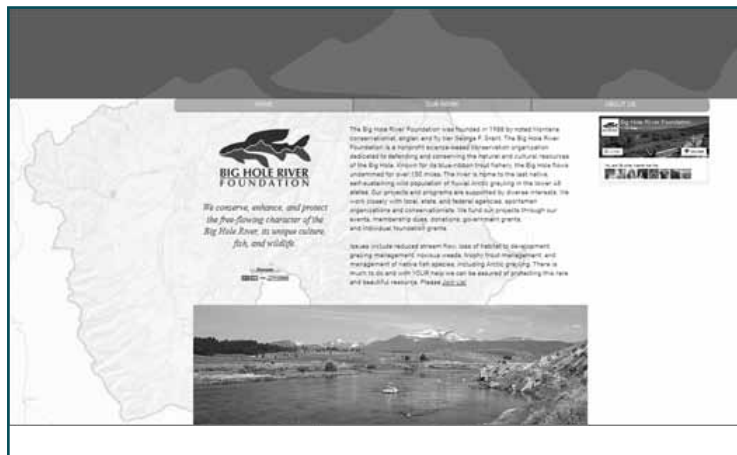 HOME
OUR WORK
ABOUT US
BIG HOLE RIVER
FOUNDATION
We conserve, enhance, and protect
the free-flowing character of the
Big Hole River, its unique culture,
fish, and wildlife.
The Big Hole River Foundation was founded in 1988 by noted Montana
conservationist, angler, and fly tier George F. Grant. The Big Hole River
Foundation is a nonprofit science-based conservation organization
dedicated to defending and conserving the natural and cultural resources
of the Big Hole. Known for its blue-ribbon trout fishery, the Big Hole flows
undammed for over 150 miles. The river is home to the last native,
self-sustaining wild population of fluvial Arctic grayling in the lower 48
states. Our projects and programs are supported by diverse interests. We
work closely with local, state, and federal agencies, sportsmen
organizations and conservationists. We fund our projects through our
events, membership dues, donations, government grants,
and individual foundation grants.
Issues include reduced stream flow, loss of habitat to development,
grazing management, noxious weeds, trophy trout management, and
management of native fish species, including Arctic grayling. There is
much to do and with YOUR help we can be assured of protecting this rare
and beautiful resource. Please Join Us!
Big Hole River Foundation